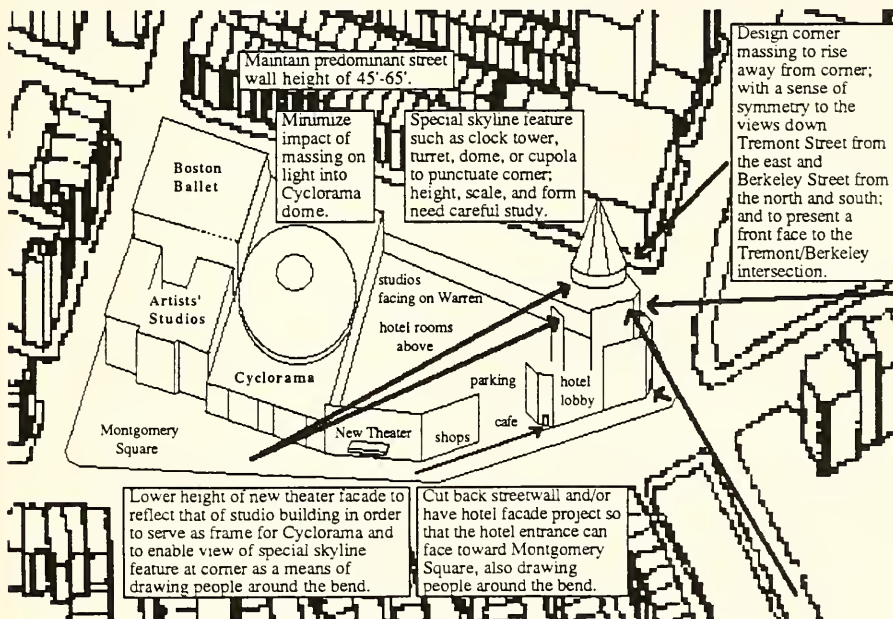 Maintain predominant street
wall height of 45'-65'.
Minimize
impact of
massing on
light into
Cyclorama
dome.
Special skyline feature
such as clock tower,
turret, dome, or cupola
to punctuate corner;
height, scale, and form
need careful study.
Design corner
massing to rise
away from corner;
with a sense of
symmetry to the
views down
Tremont Street from
the east and
Berkeley Street from
the north and south;
and to present a
front face to the
Tremont/Berkeley
intersection.
Boston
Ballet
Artists'
Studios
Cyclorama
studios
facing on Warren
hotel rooms
above
parking
hotel
lobby
cafe
New Theater
shops
Montgomery
Square
Lower height of new theater facade to
reflect that of studio building in order
to serve as frame for Cyclorama and
to enable view of special skyline
feature at corner as a means of
drawing people around the bend.
Cut back streetwall and/or
have hotel facade project so
that the hotel entrance can
face toward Montgomery
Square, also drawing
people around the bend.